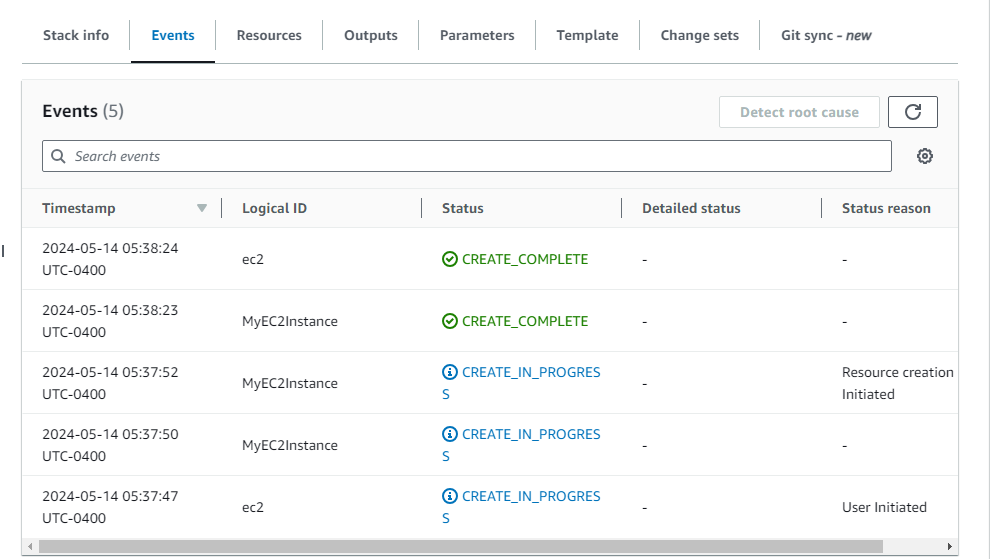 Stack info Events Resources Outputs Parameters Template Change sets Git sync - new
Events (5) Detect root cause
Search events
Timestamp Logical ID Status Detailed status Status reason
2024-05-14 05:38:24
UTC-0400
ec2
CREATE_COMPLETE
-
-
2024-05-14 05:38:23
UTC-0400
MyEC2Instance
CREATE_COMPLETE
-
-
2024-05-14 05:37:52
UTC-0400
MyEC2Instance
CREATE_IN_PROGRES
S
-
Resource creation
Initiated
2024-05-14 05:37:50
UTC-0400
MyEC2Instance
CREATE_IN_PROGRES
S
-
-
2024-05-14 05:37:47
UTC-0400
ec2
CREATE_IN_PROGRES
S
-
User Initiated